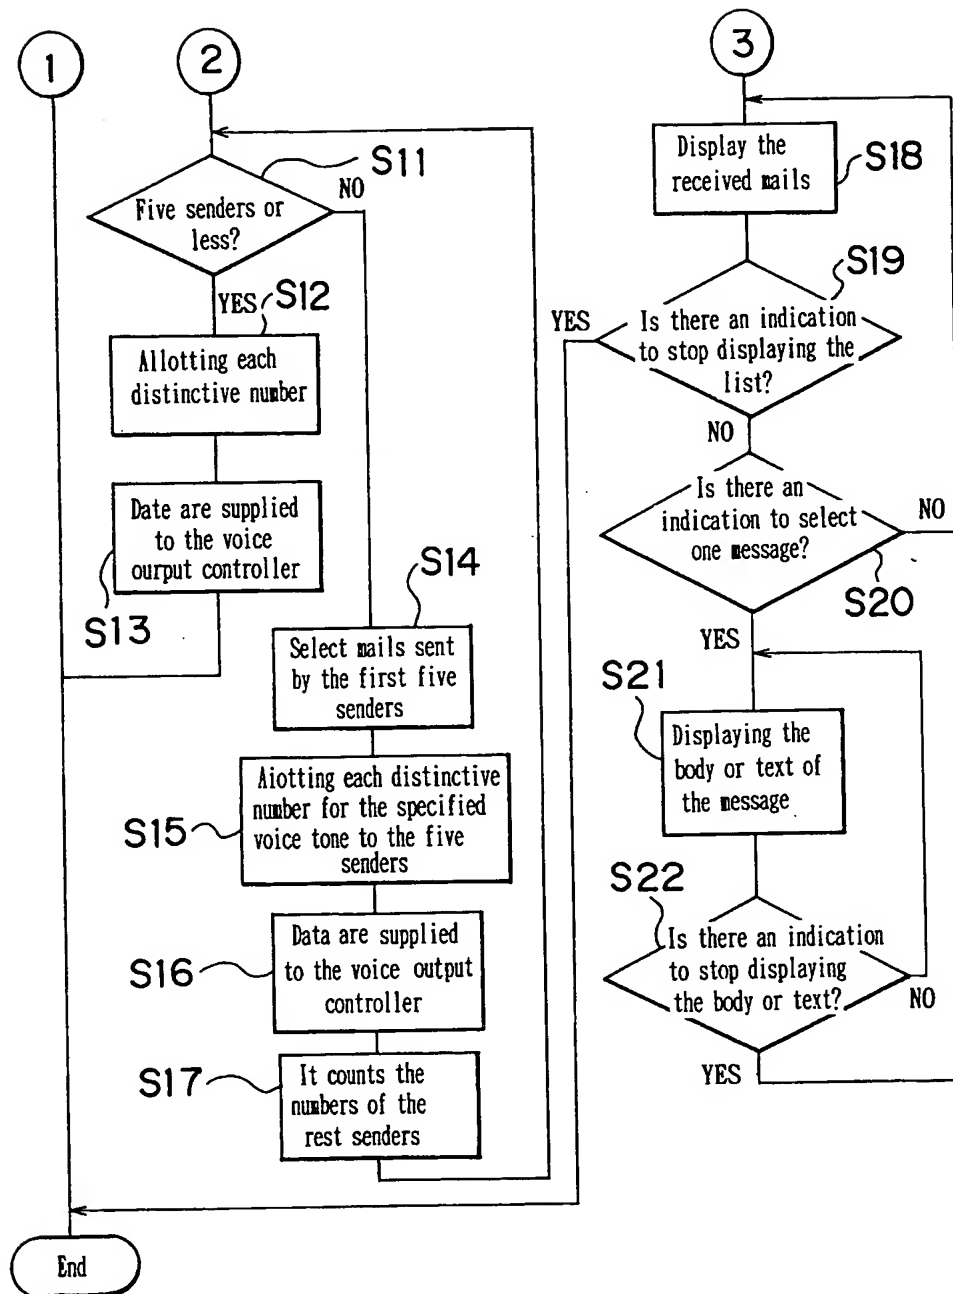 1
2
S11
NO
Five senders or
less?
YES
S12
Allotting each
distinctive number
Date are supplied
to the voice
ourput controller
S13
S14
Select mails sent
by the first five
senders
Aiotting each distinctive
number for the specified
voice tone to the five
senders
S15
Data are supplied
to the voice output
controller
S16
It counts the
numbers of the
rest senders
S17
End
3
Display the
received mails
S18
S19
YES
Is there an indication
to stop displaying the
list?
NO
Is there an
indication to select
one message?
NO
S20
YES
S21
Displaying the
body or text of
the message
S22
Is there an indication
to stop displaying
the body or text?
NO
YES